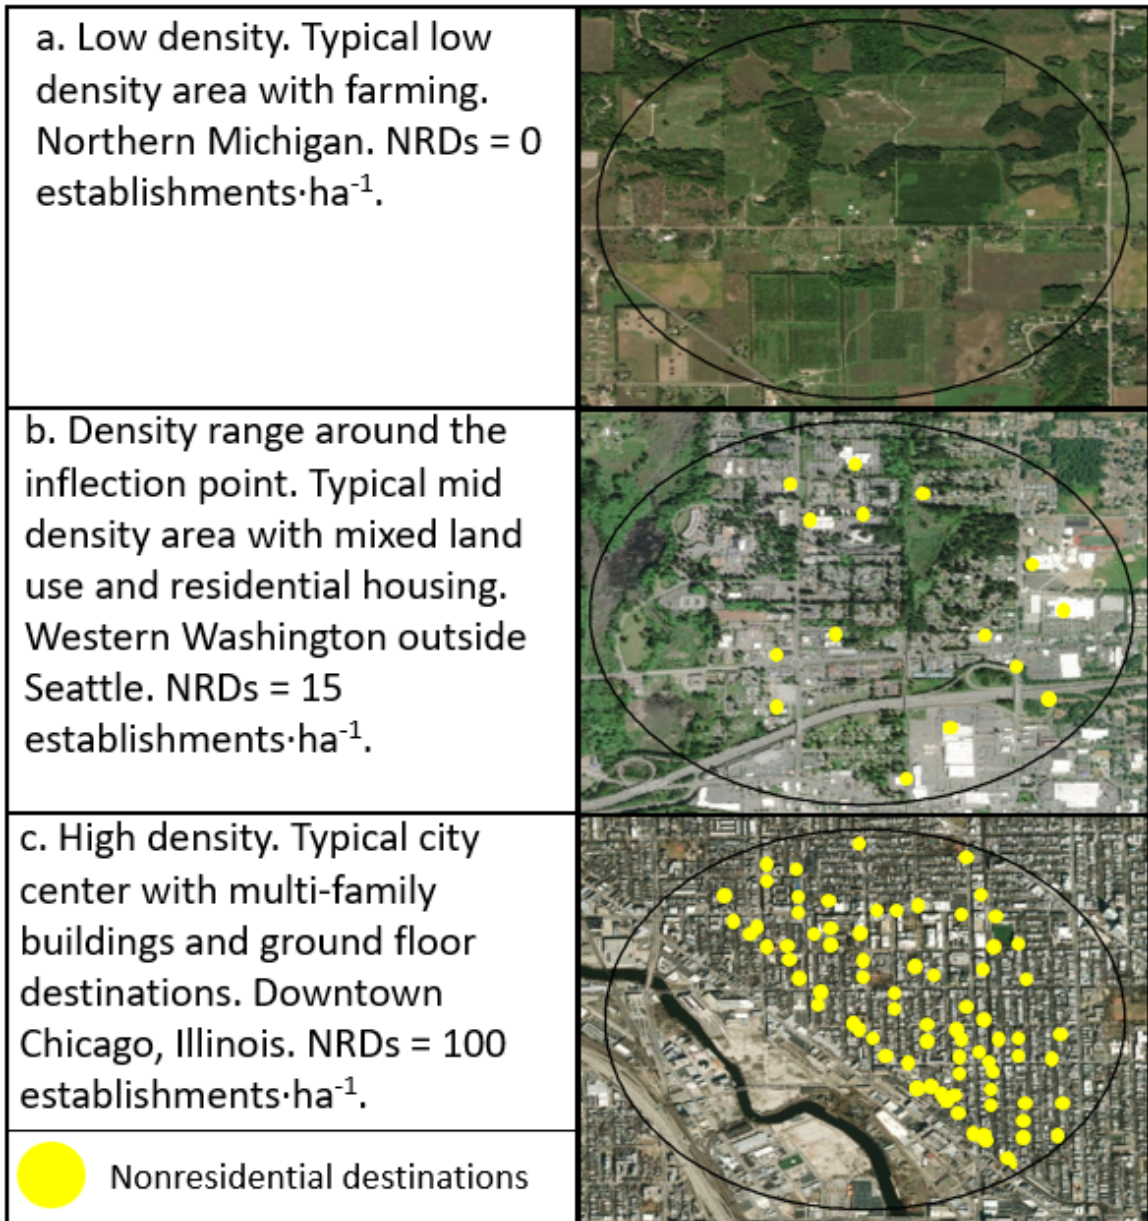 a. Low density. Typical low
density area with farming.
Northern Michigan. NRDs = 0
establishments·ha⁻¹.
b. Density range around the
inflection point. Typical mid
density area with mixed land
use and residential housing.
Western Washington outside
Seattle. NRDs = 15
establishments·ha⁻¹.
c. High density. Typical city
center with multi-family
buildings and ground floor
destinations. Downtown
Chicago, Illinois. NRDs = 100
establishments·ha⁻¹.
Nonresidential destinations